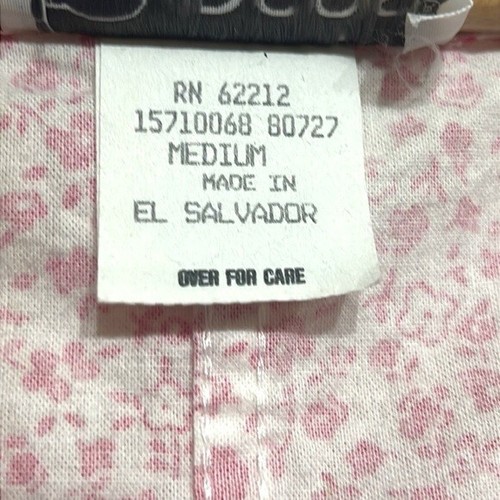 RN 62212
15710068 80727
MEDIUM
MADE IN
EL SALVADOR
OVER FOR CARE